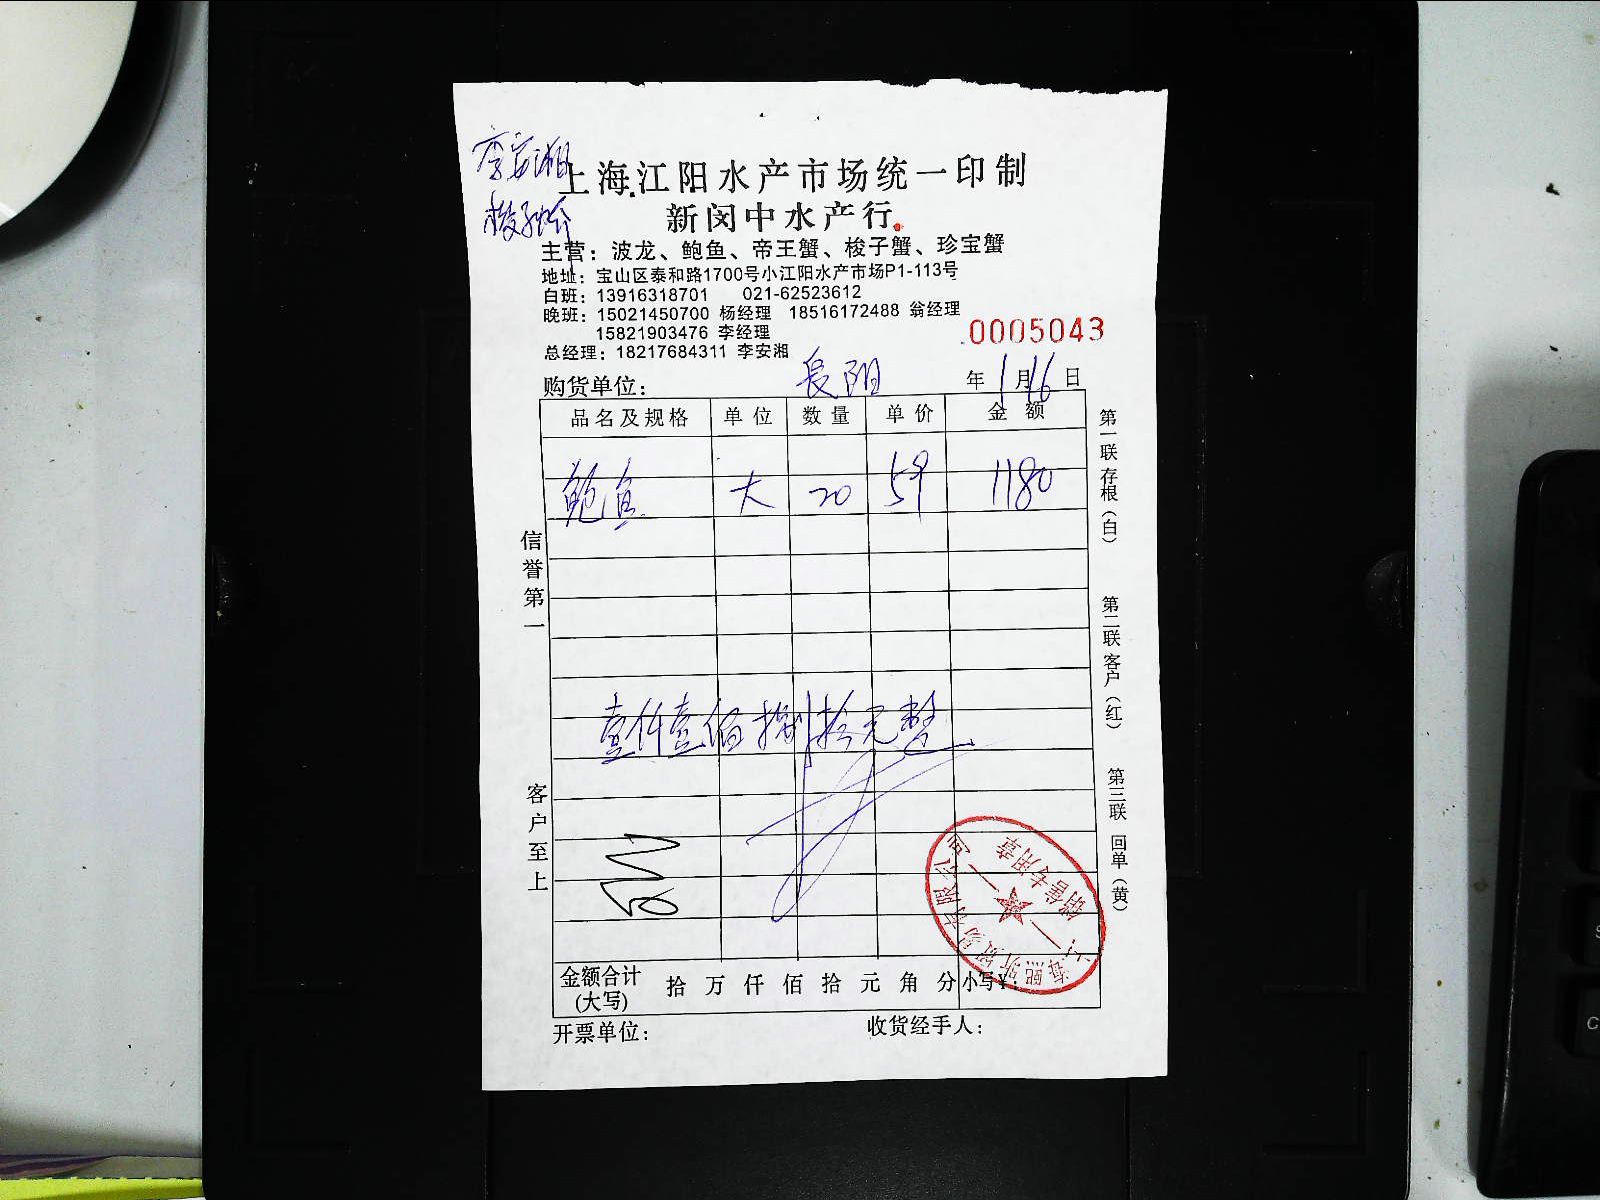 李安湘
梭子蟹
上海江阳水产市场统一印制
新闵中水产行。
主营：波龙、鲍鱼、帝王蟹、梭子蟹、珍宝蟹
地址：宝山区泰和路1700号小江阳水产市场P1-113号
白班：13916318701 021-62523612
晚班：15021450700 杨经理 18516172488 翁经理
15821903476 李经理
总经理：18217684311 李安湘
.0005043
购货单位：長阳 年1月16日
品名及规格 单位 数量 单价 金额
鲍鱼 大 20 59 1180
壹仟壹佰捌拾元整
金额合计(大写) 拾 万 仟 佰 拾 元 角 分 小写¥：
开票单位： 收货经手人：
信誉第一
客户至上
第一联 存根（白）
第二联 客户（红）
第三联 回单（黄）
销售专用章